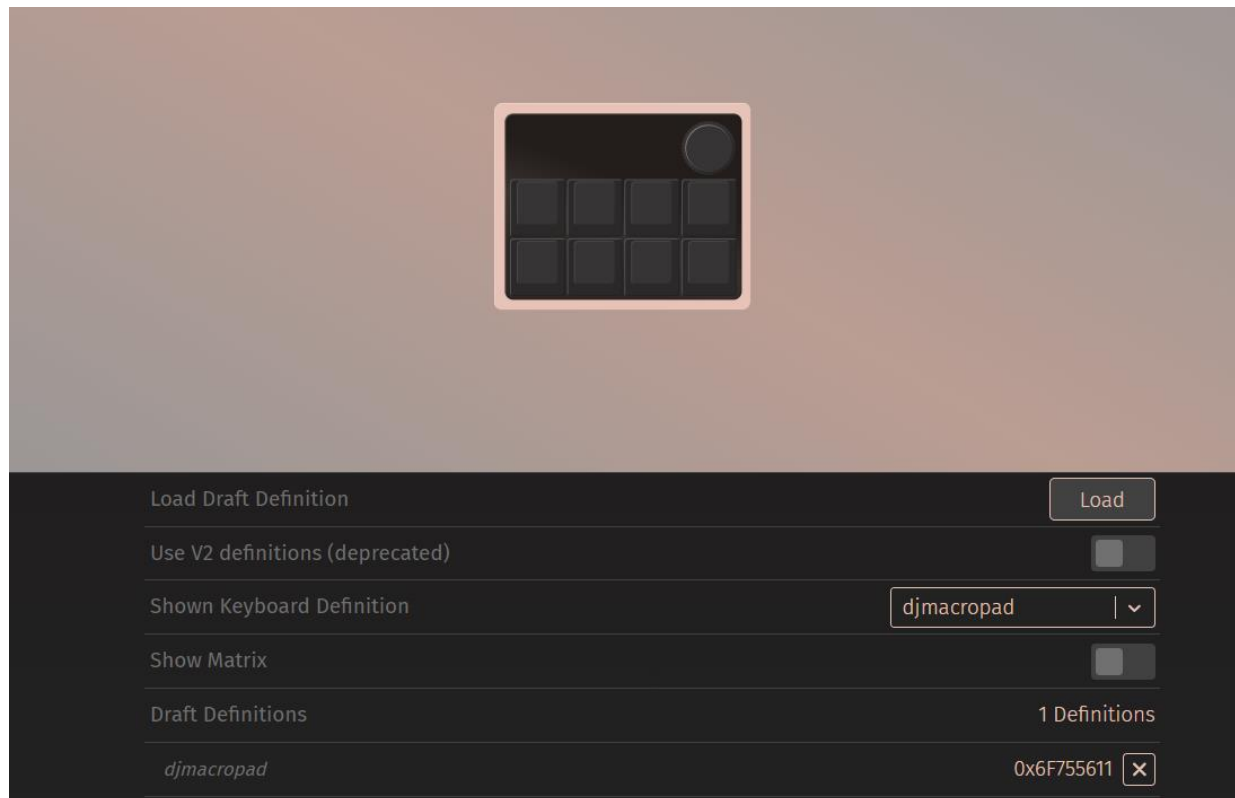 Load Draft Definition
Load
Use V2 definitions (deprecated)
Shown Keyboard Definition
djmacropad
Show Matrix
Draft Definitions
1 Definitions
djmacropad
0x6F755611